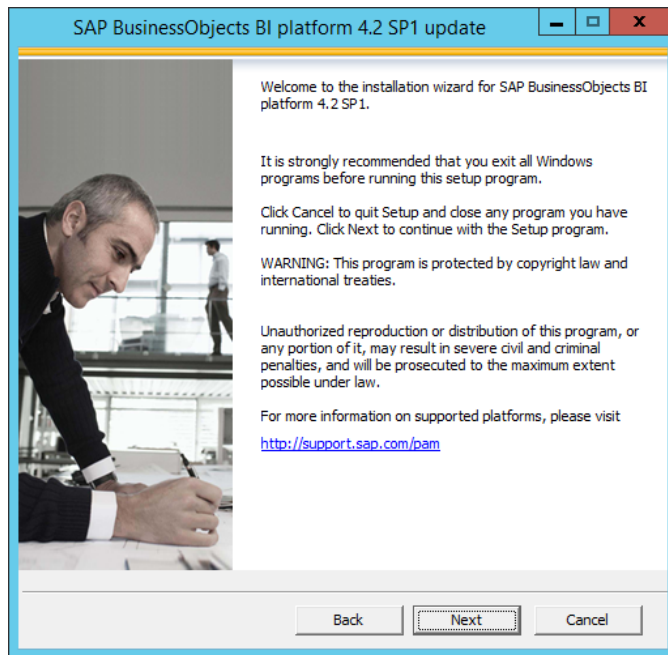 SAP BusinessObjects BI platform 4.2 SP1 update
Welcome to the installation wizard for SAP BusinessObjects BI
platform 4.2 SP1.
It is strongly recommended that you exit all Windows
programs before running this setup program.
Click Cancel to quit Setup and close any program you have
running. Click Next to continue with the Setup program.
WARNING: This program is protected by copyright law and
international treaties.
Unauthorized reproduction or distribution of this program, or
any portion of it, may result in severe civil and criminal
penalties, and will be prosecuted to the maximum extent
possible under law.
For more information on supported platforms, please visit
http://support.sap.com/pam
Back Next Cancel